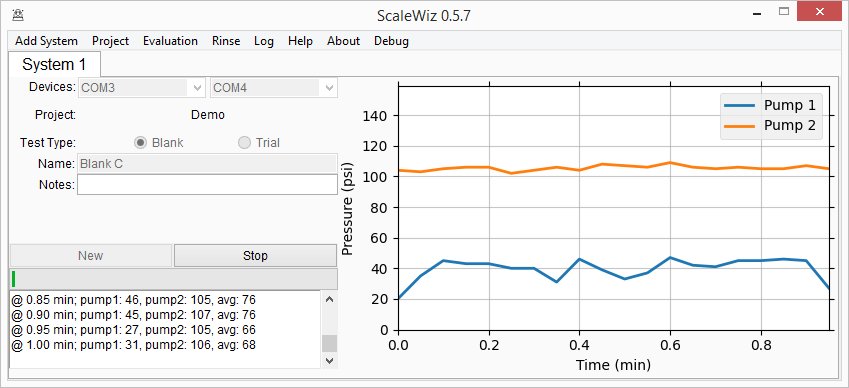 ScaleWiz 0.5.7
Add System Project Evaluation Rinse Log Help About Debug
System 1
Devices: COM3 COM4
Project: Demo
Test Type: Blank Trial
Name: Blank C
Notes:
New Stop
@ 0.85 min; pump1: 46, pump2: 105, avg: 76
@ 0.90 min; pump1: 45, pump2: 107, avg: 76
@ 0.95 min; pump1: 27, pump2: 105, avg: 66
@ 1.00 min; pump1: 31, pump2: 106, avg: 68
Pump 1
Pump 2
Pressure (psi)
140
120
100
80
60
40
20
0
0.0 0.2 0.4 0.6 0.8
Time (min)